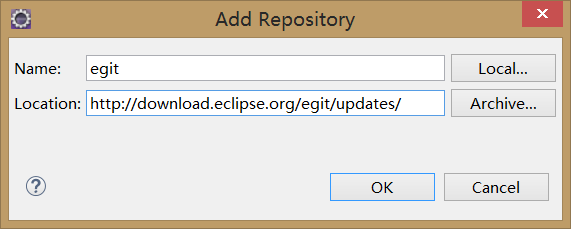 Add Repository
Name: egit Local...
Location: http://download.eclipse.org/egit/updates/ Archive...
? OK Cancel